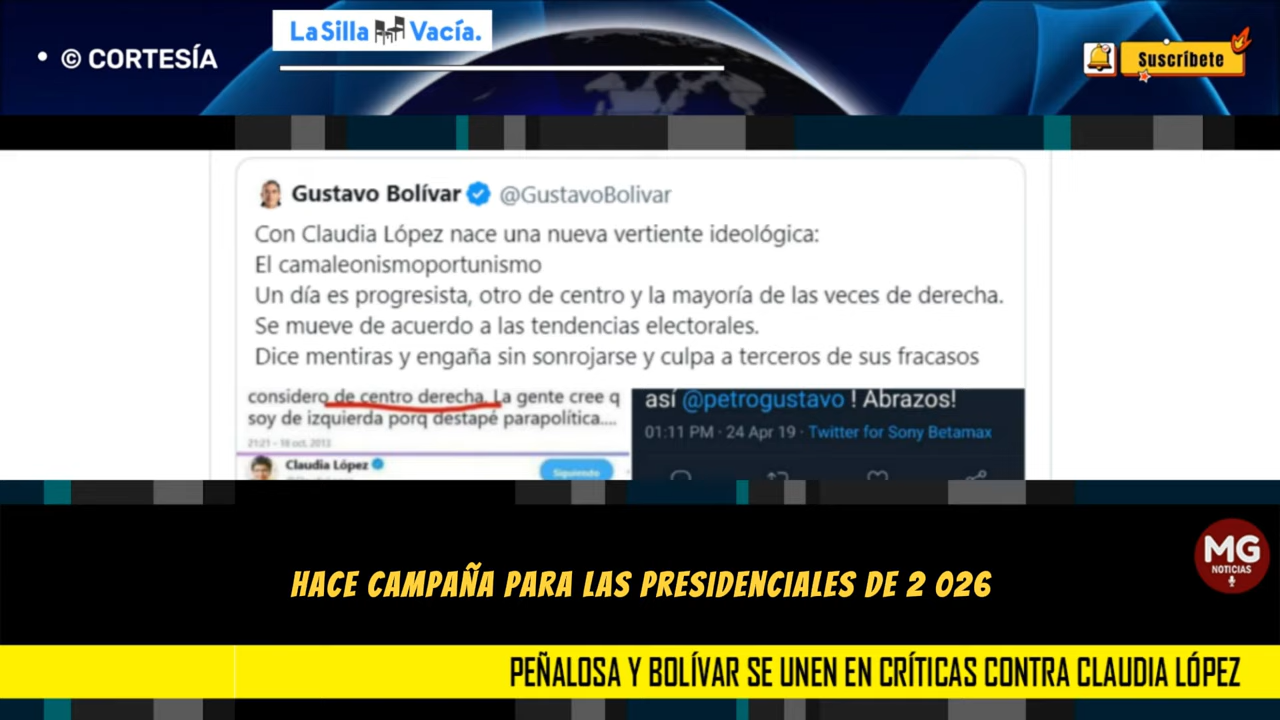 LaSilla Vacía.
• © CORTESÍA
Suscríbete
Gustavo Bolívar @GustavoBolivar
Con Claudia López nace una nueva vertiente ideológica:
El camaleonismoportunismo
Un día es progresista, otro de centro y la mayoría de las veces de derecha.
Se mueve de acuerdo a las tendencias electorales.
Dice mentiras y engaña sin sonrojarse y culpa a terceros de sus fracasos
considero de centro derecha. La gente cree q
soy de izquierda porq destapé parapolítica....
21:21 - 16 oct. 2013
Claudia López
Siguiendo
así @petrogustavo ! Abrazos!
01:11 PM · 24 Apr 19 · Twitter for Sony Betamax
MG
NOTICIAS
HACE CAMPAÑA PARA LAS PRESIDENCIALES DE 2 026
PEÑALOSA Y BOLÍVAR SE UNEN EN CRÍTICAS CONTRA CLAUDIA LÓPEZ